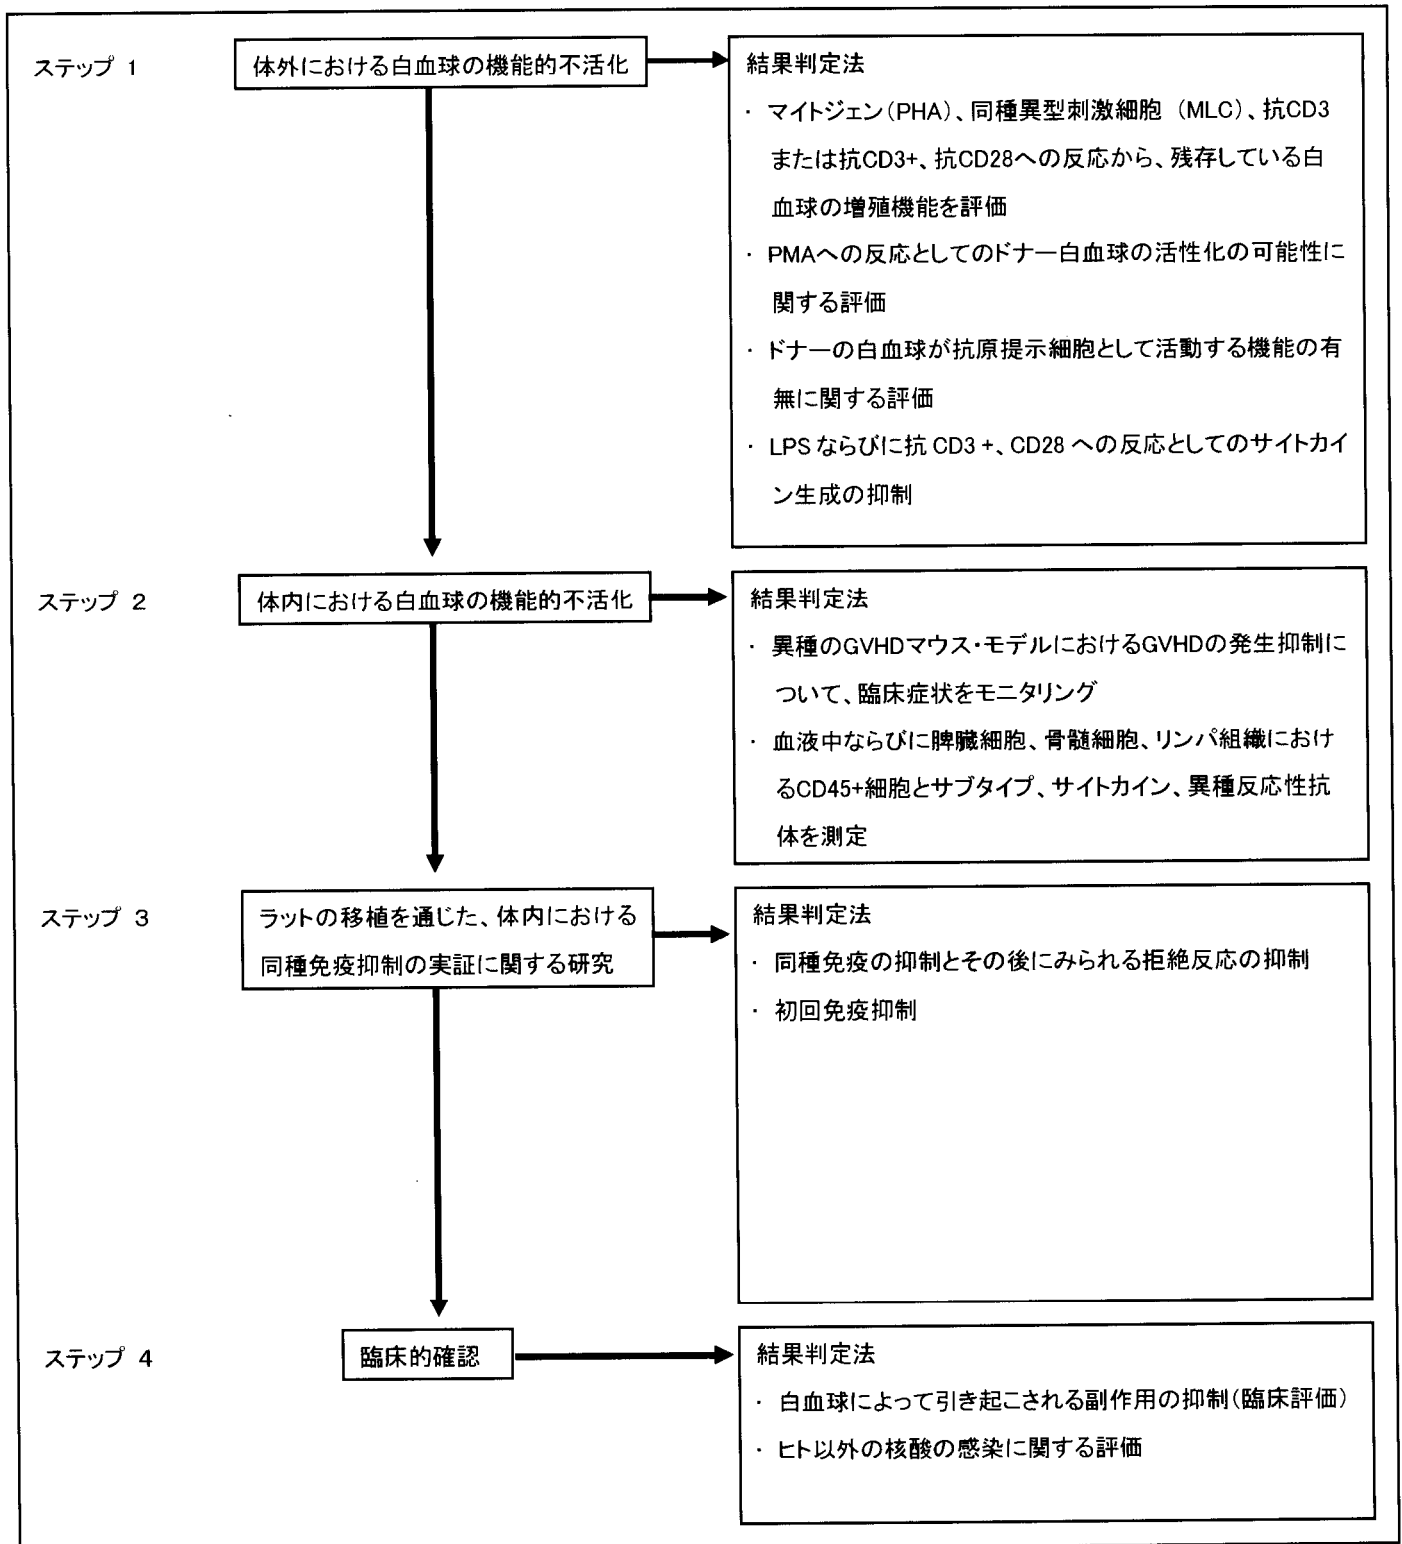 ステップ 1
体外における白血球の機能的不活化
結果判定法
・ マイトジェン(PHA)、同種異型刺激細胞 (MLC)、抗CD3
または抗CD3+、抗CD28への反応から、残存している白
血球の増殖機能を評価
・ PMAへの反応としてのドナー白血球の活性化の可能性に
関する評価
・ ドナーの白血球が抗原提示細胞として活動する機能の有
無に関する評価
・ LPS ならびに抗 CD3 +、CD28 への反応としてのサイトカイ
ン生成の抑制
ステップ 2
体内における白血球の機能的不活化
結果判定法
・ 異種のGVHDマウス・モデルにおけるGVHDの発生抑制に
ついて、臨床症状をモニタリング
・ 血液中ならびに脾臓細胞、骨髄細胞、リンパ組織におけ
るCD45+細胞とサブタイプ、サイトカイン、異種反応性抗
体を測定
ステップ 3
ラットの移植を通じた、体内における
同種免疫抑制の実証に関する研究
結果判定法
・ 同種免疫の抑制とその後にみられる拒絶反応の抑制
・ 初回免疫抑制
ステップ 4
臨床的確認
結果判定法
・ 白血球によって引き起こされる副作用の抑制(臨床評価)
・ ヒト以外の核酸の感染に関する評価